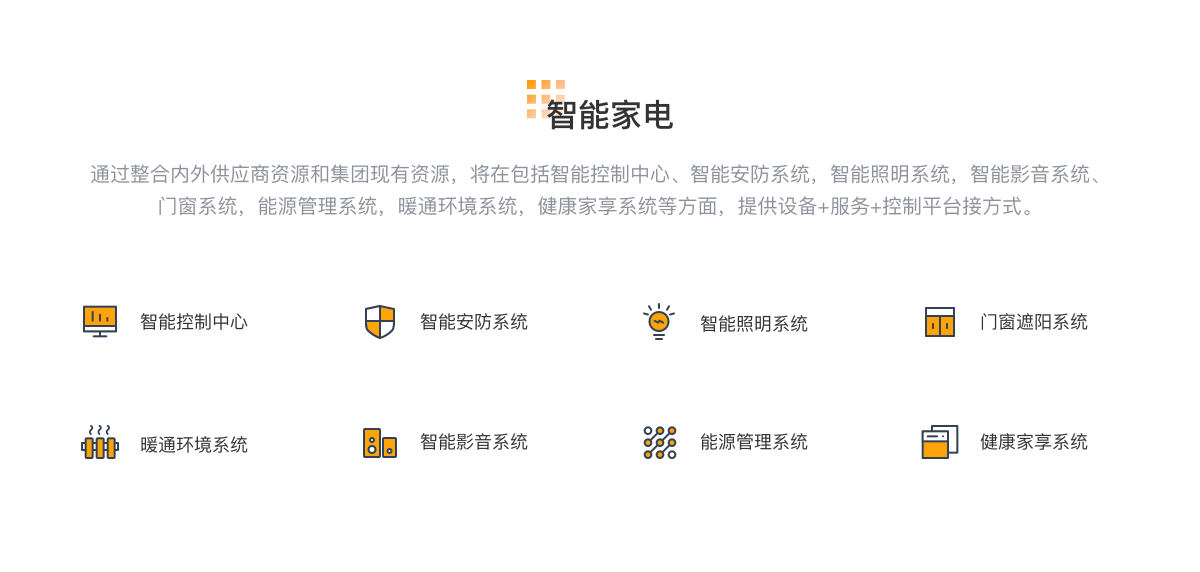 智能家电
通过整合内外供应商资源和集团现有资源，将在包括智能控制中心、智能安防系统，智能照明系统，智能影音系统、
门窗系统，能源管理系统，暖通环境系统，健康家享系统等方面，提供设备+服务+控制平台接方式。
智能控制中心
智能安防系统
智能照明系统
门窗遮阳系统
暖通环境系统
智能影音系统
能源管理系统
健康家享系统